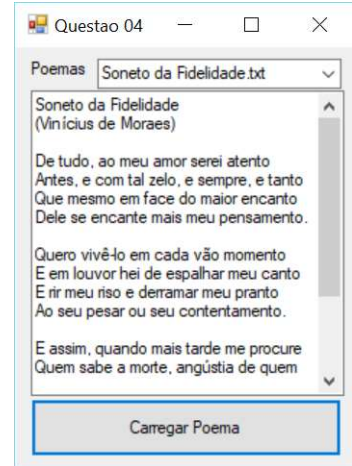 Questao 04
Poemas Soneto da Fidelidade.txt
Soneto da Fidelidade
(Vinícius de Moraes)
De tudo, ao meu amor serei atento
Antes, e com tal zelo, e sempre, e tanto
Que mesmo em face do maior encanto
Dele se encante mais meu pensamento.
Quero vivê-lo em cada vão momento
E em louvor hei de espalhar meu canto
E rir meu riso e derramar meu pranto
Ao seu pesar ou seu contentamento.
E assim, quando mais tarde me procure
Quem sabe a morte, angústia de quem
Carregar Poema